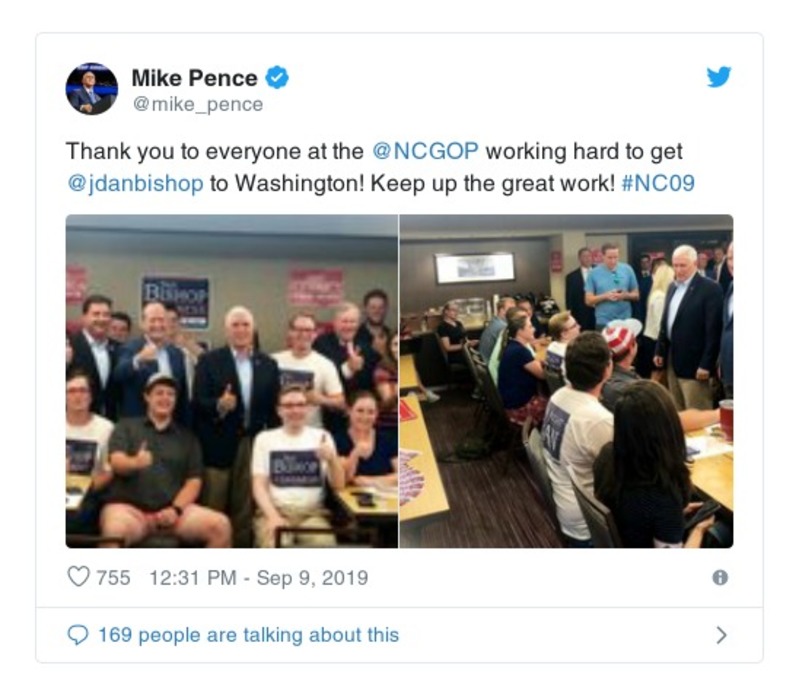 Mike Pence
@mike_pence
Thank you to everyone at the @NCGOP working hard to get
@jdanbishop to Washington! Keep up the great work! #NC09
BISHOP
BISHOP
755 12:31 PM - Sep 9, 2019
169 people are talking about this